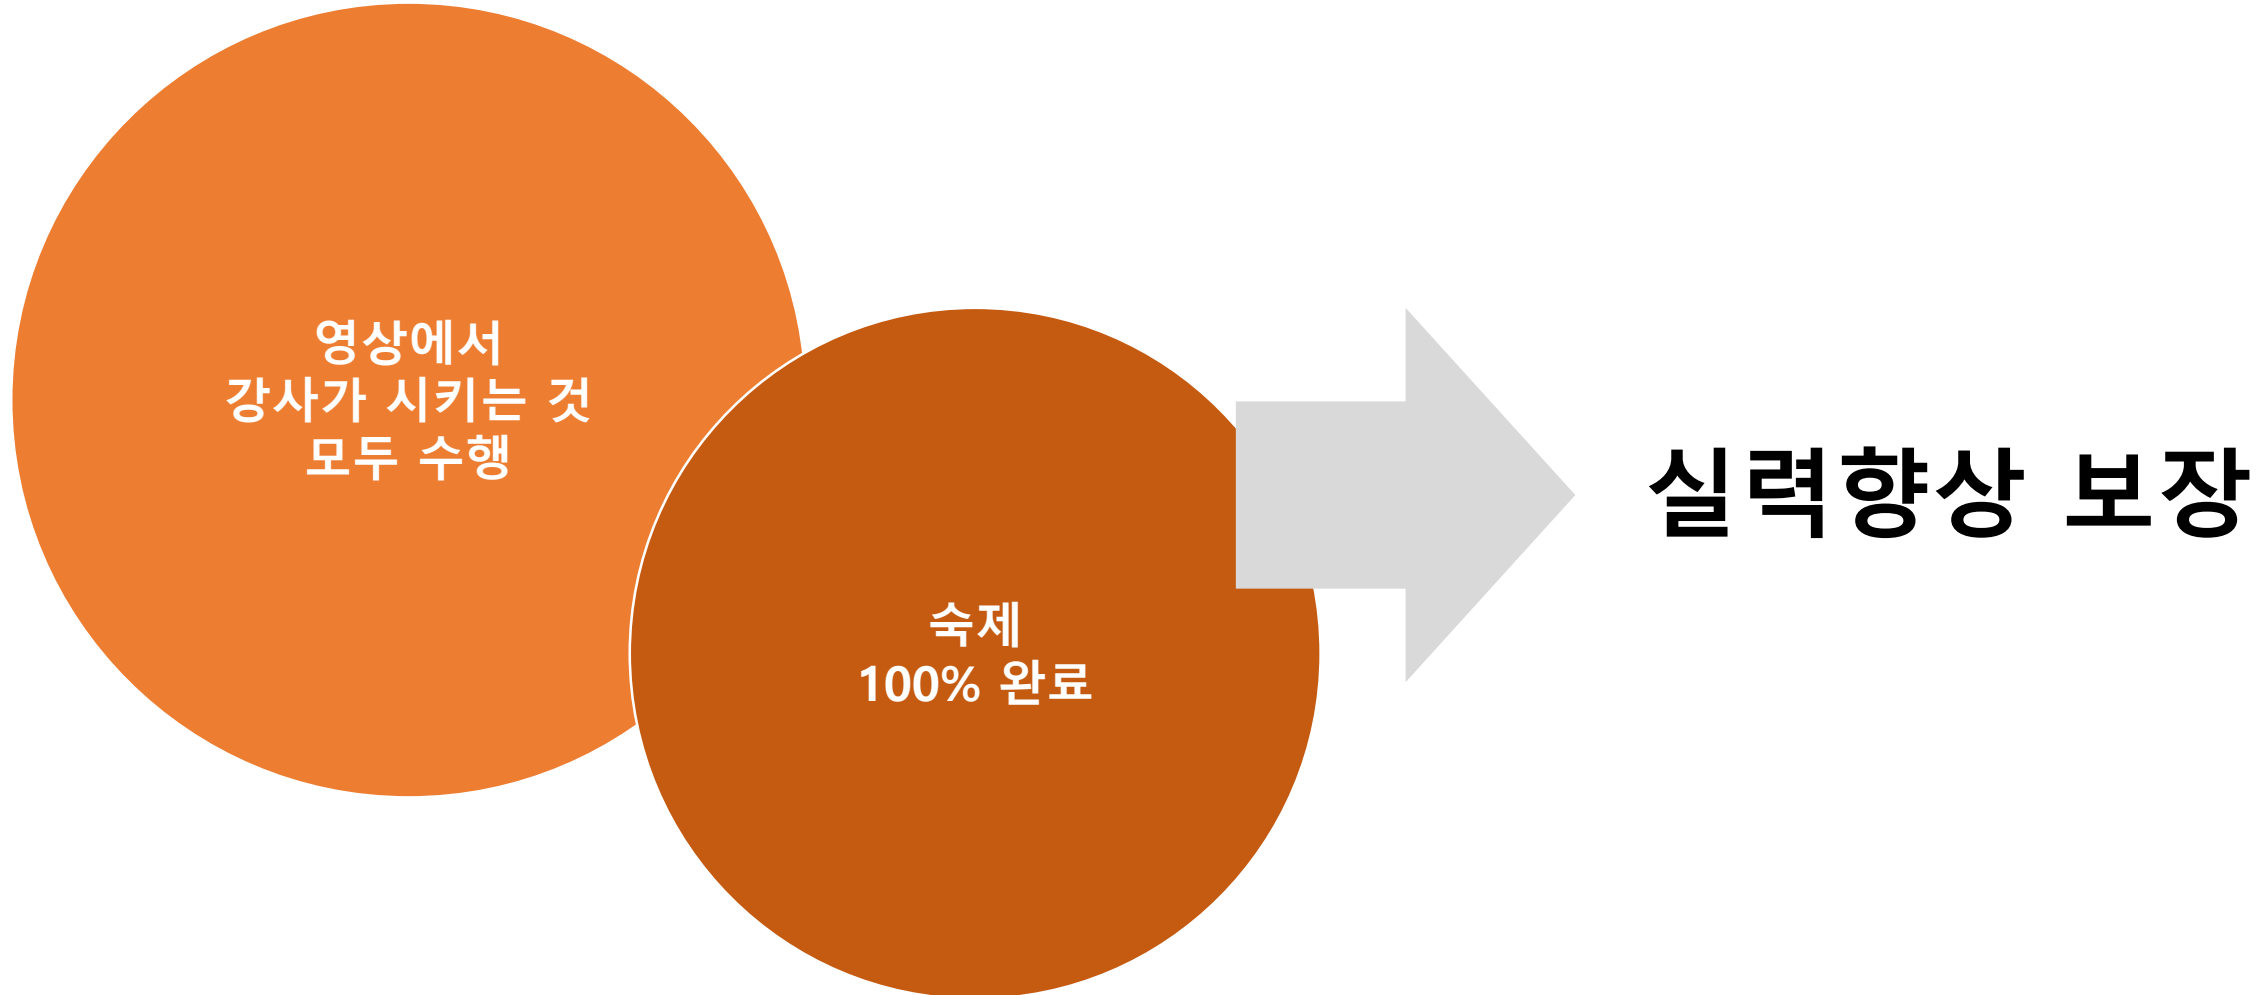 영상에서
강사가 시키는 것
모두 수행
숙제
100% 완료
실력향상 보장